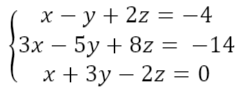 x − y + 2z = −4
3x − 5y + 8z = −14
x + 3y − 2z = 0